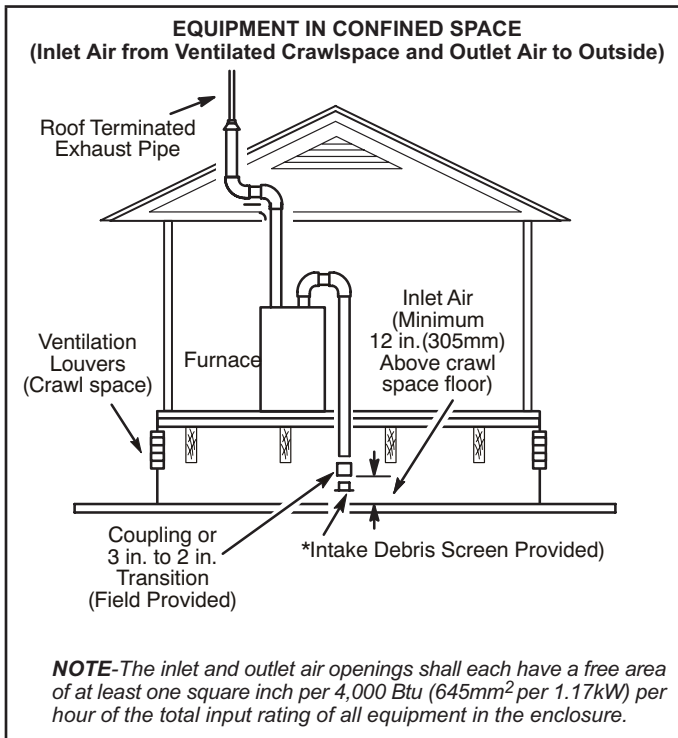 EQUIPMENT IN CONFINED SPACE
(Inlet Air from Ventilated Crawlspace and Outlet Air to Outside)
Roof Terminated
Exhaust Pipe
Inlet Air
(Minimum
12 in.(305mm)
Above crawl
space floor)
Ventilation
Louvers
(Crawl space)
Furnace
Coupling or
3 in. to 2 in.
Transition
(Field Provided)
*Intake Debris Screen Provided)
NOTE-The inlet and outlet air openings shall each have a free area
of at least one square inch per 4,000 Btu (645mm² per 1.17kW) per
hour of the total input rating of all equipment in the enclosure.